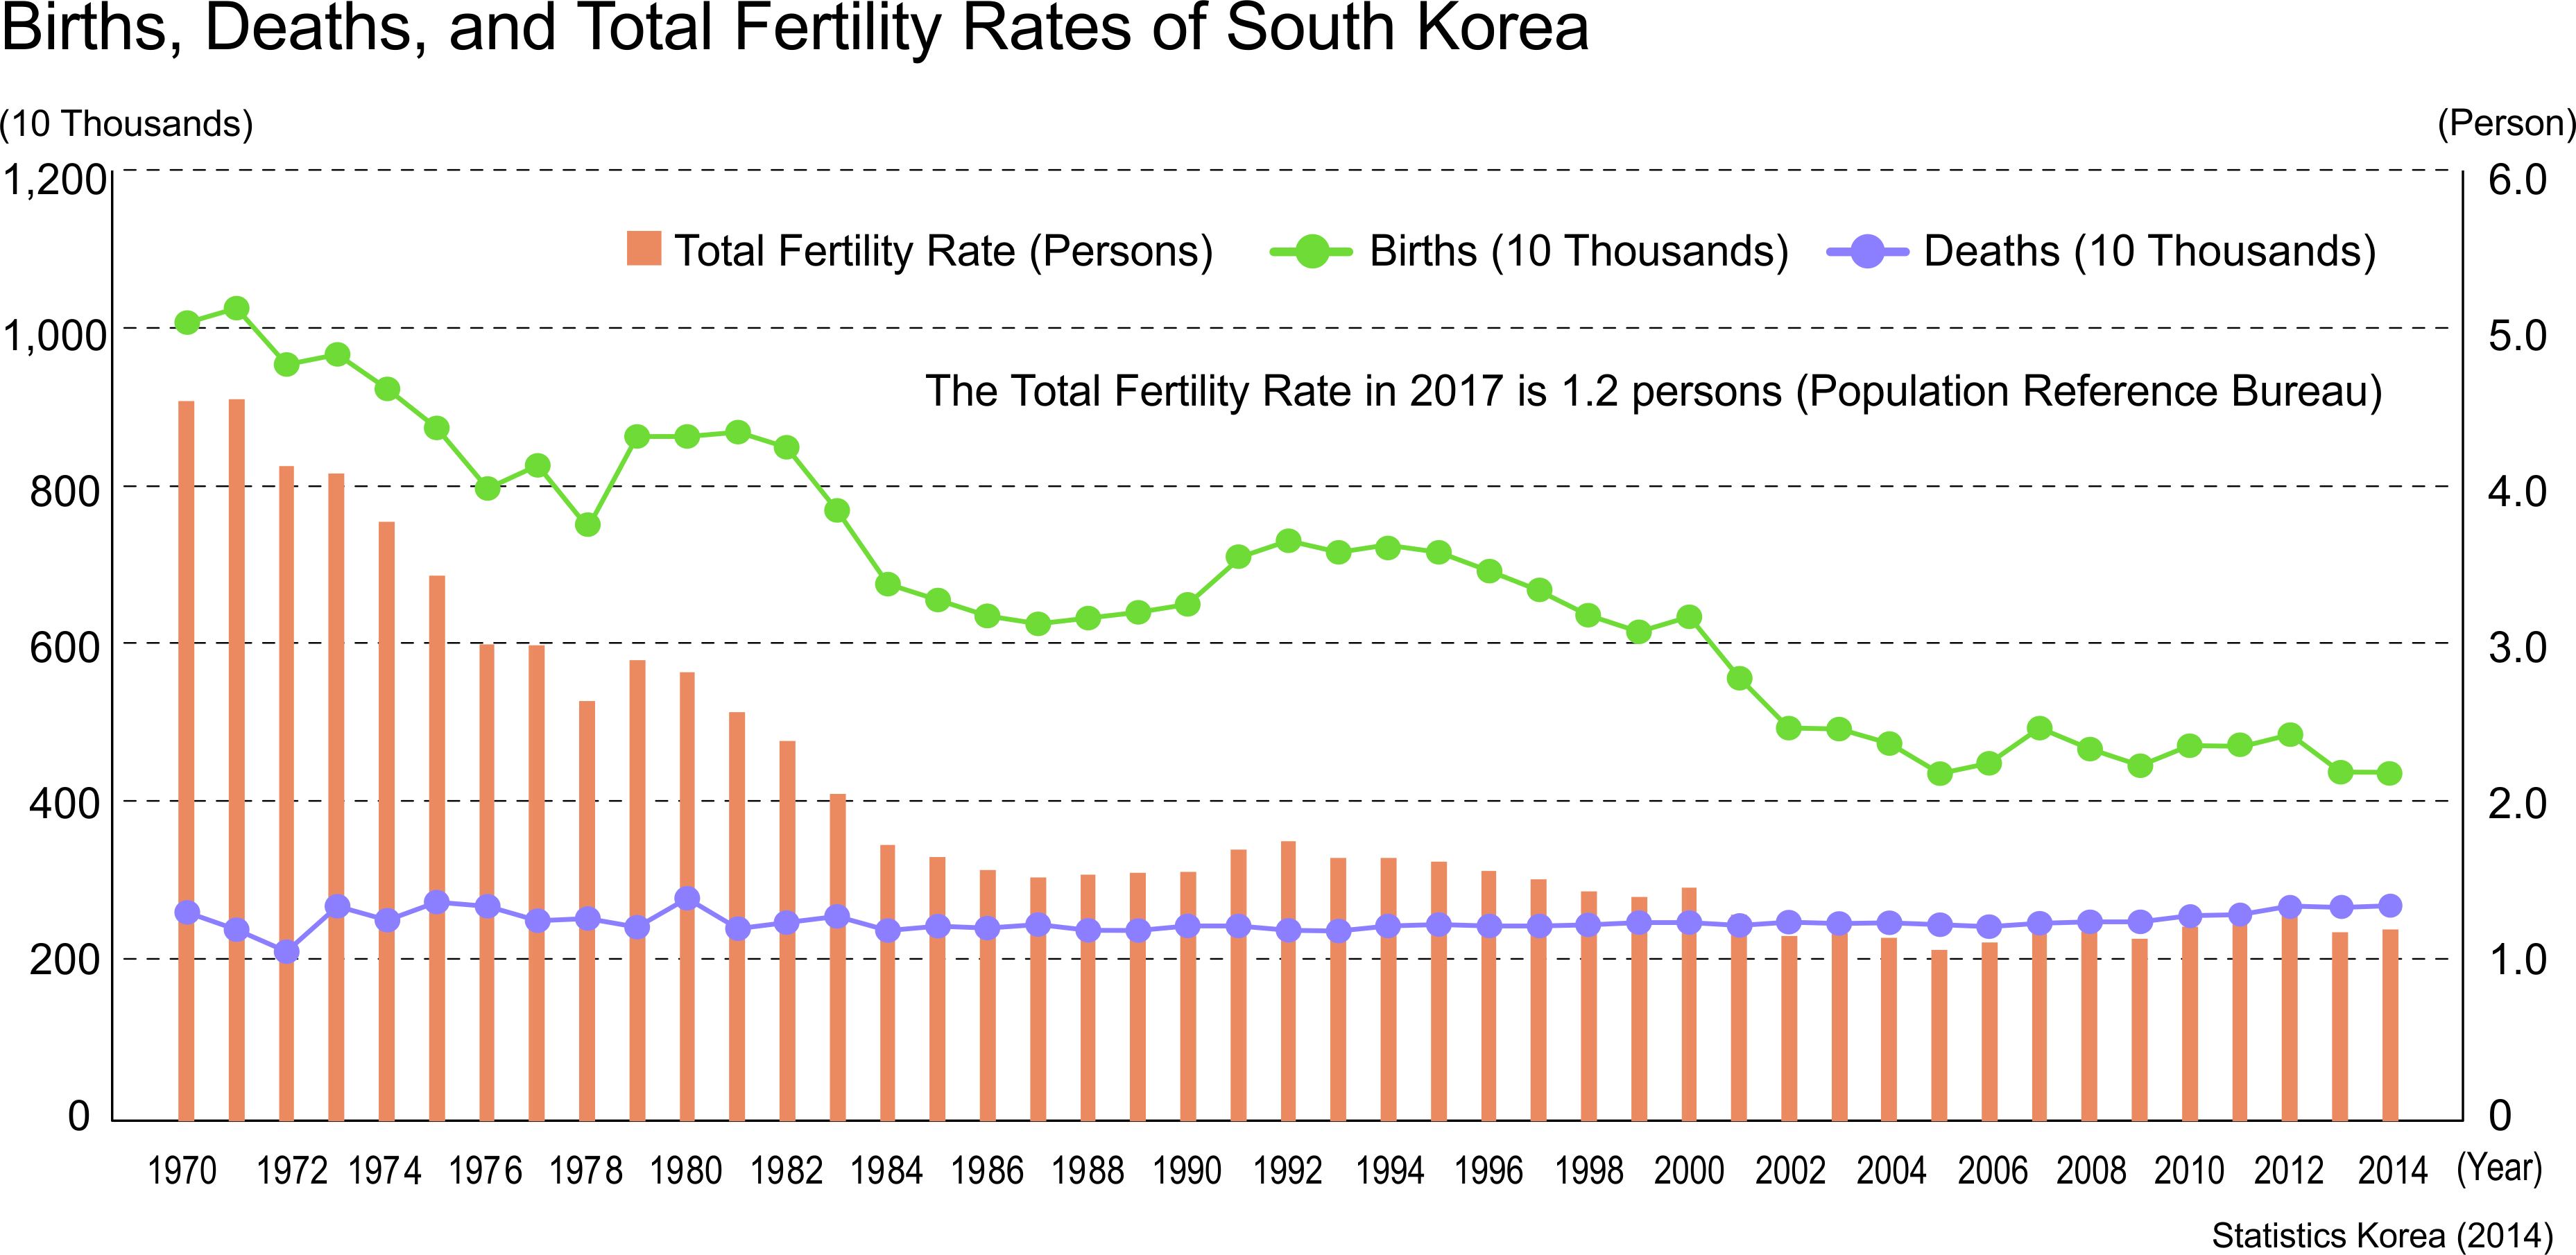 Births, Deaths, and Total Fertility Rates of South Korea
(10 Thousands)
(Person)
1,200
6.0
Total Fertility Rate (Persons)
Births (10 Thousands)
Deaths (10 Thousands)
1,000
5.0
The Total Fertility Rate in 2017 is 1.2 persons (Population Reference Bureau)
800
4.0
600
3.0
400
2.0
200
1.0
0
0
1970 1972 1974 1976 1978 1980 1982 1984 1986 1988 1990 1992 1994 1996 1998 2000 2002 2004 2006 2008 2010 2012 2014 (Year)
Statistics Korea (2014)